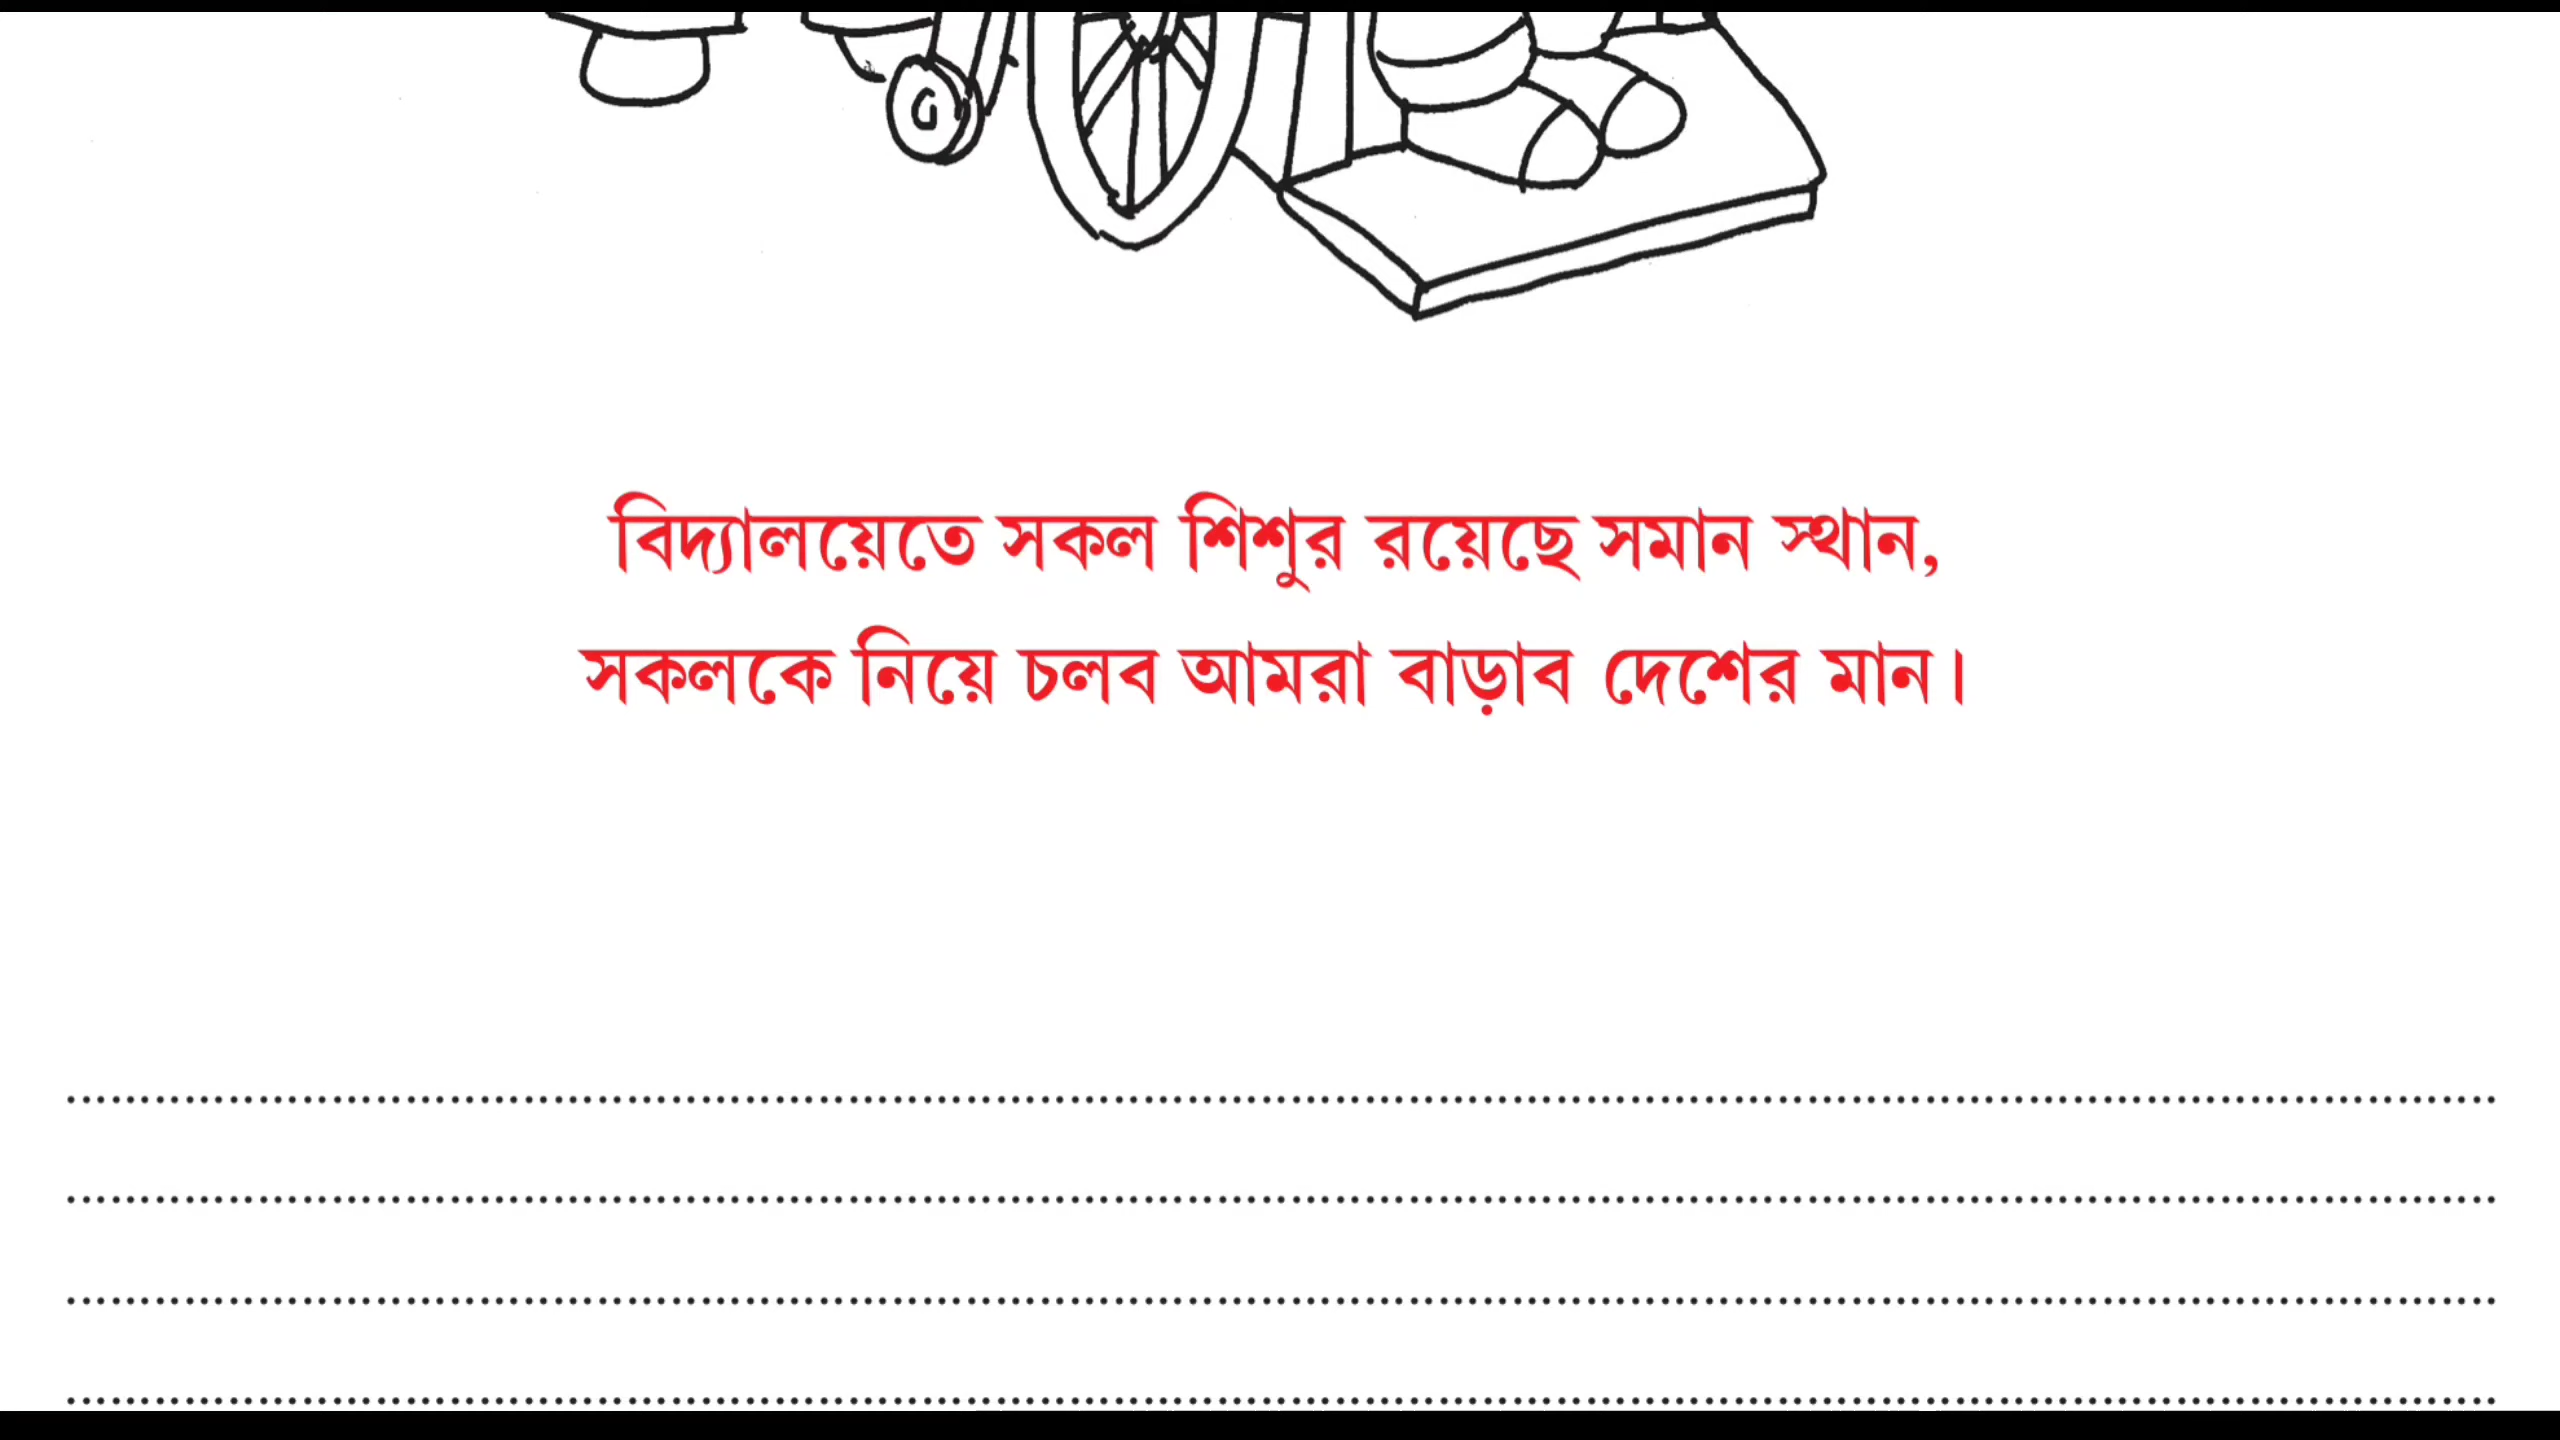 বিদ্যালয়েতে সকল শিশুর রয়েছে সমান স্থান,
সকলকে নিয়ে চলব আমরা বাড়াব দেশের মান।